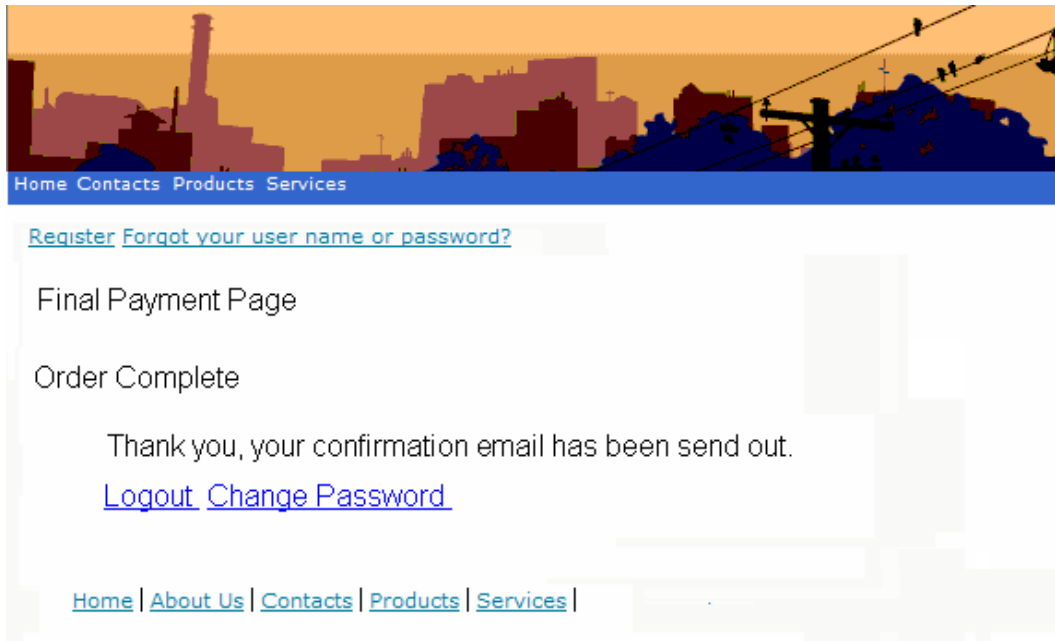 Home Contacts Products Services
Register Forgot your user name or password?
Final Payment Page
Order Complete
Thank you, your confirmation email has been send out.
Logout Change Password
Home | About Us | Contacts | Products | Services |